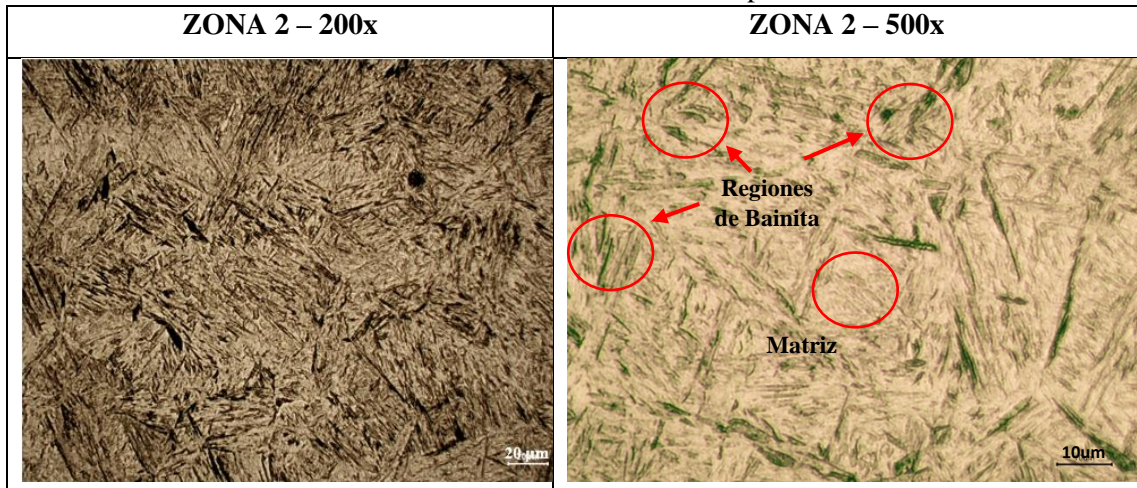 ZONA 2 – 200x
ZONA 2 – 500x
Regiones
de Bainita
Matriz
20 µm
10um